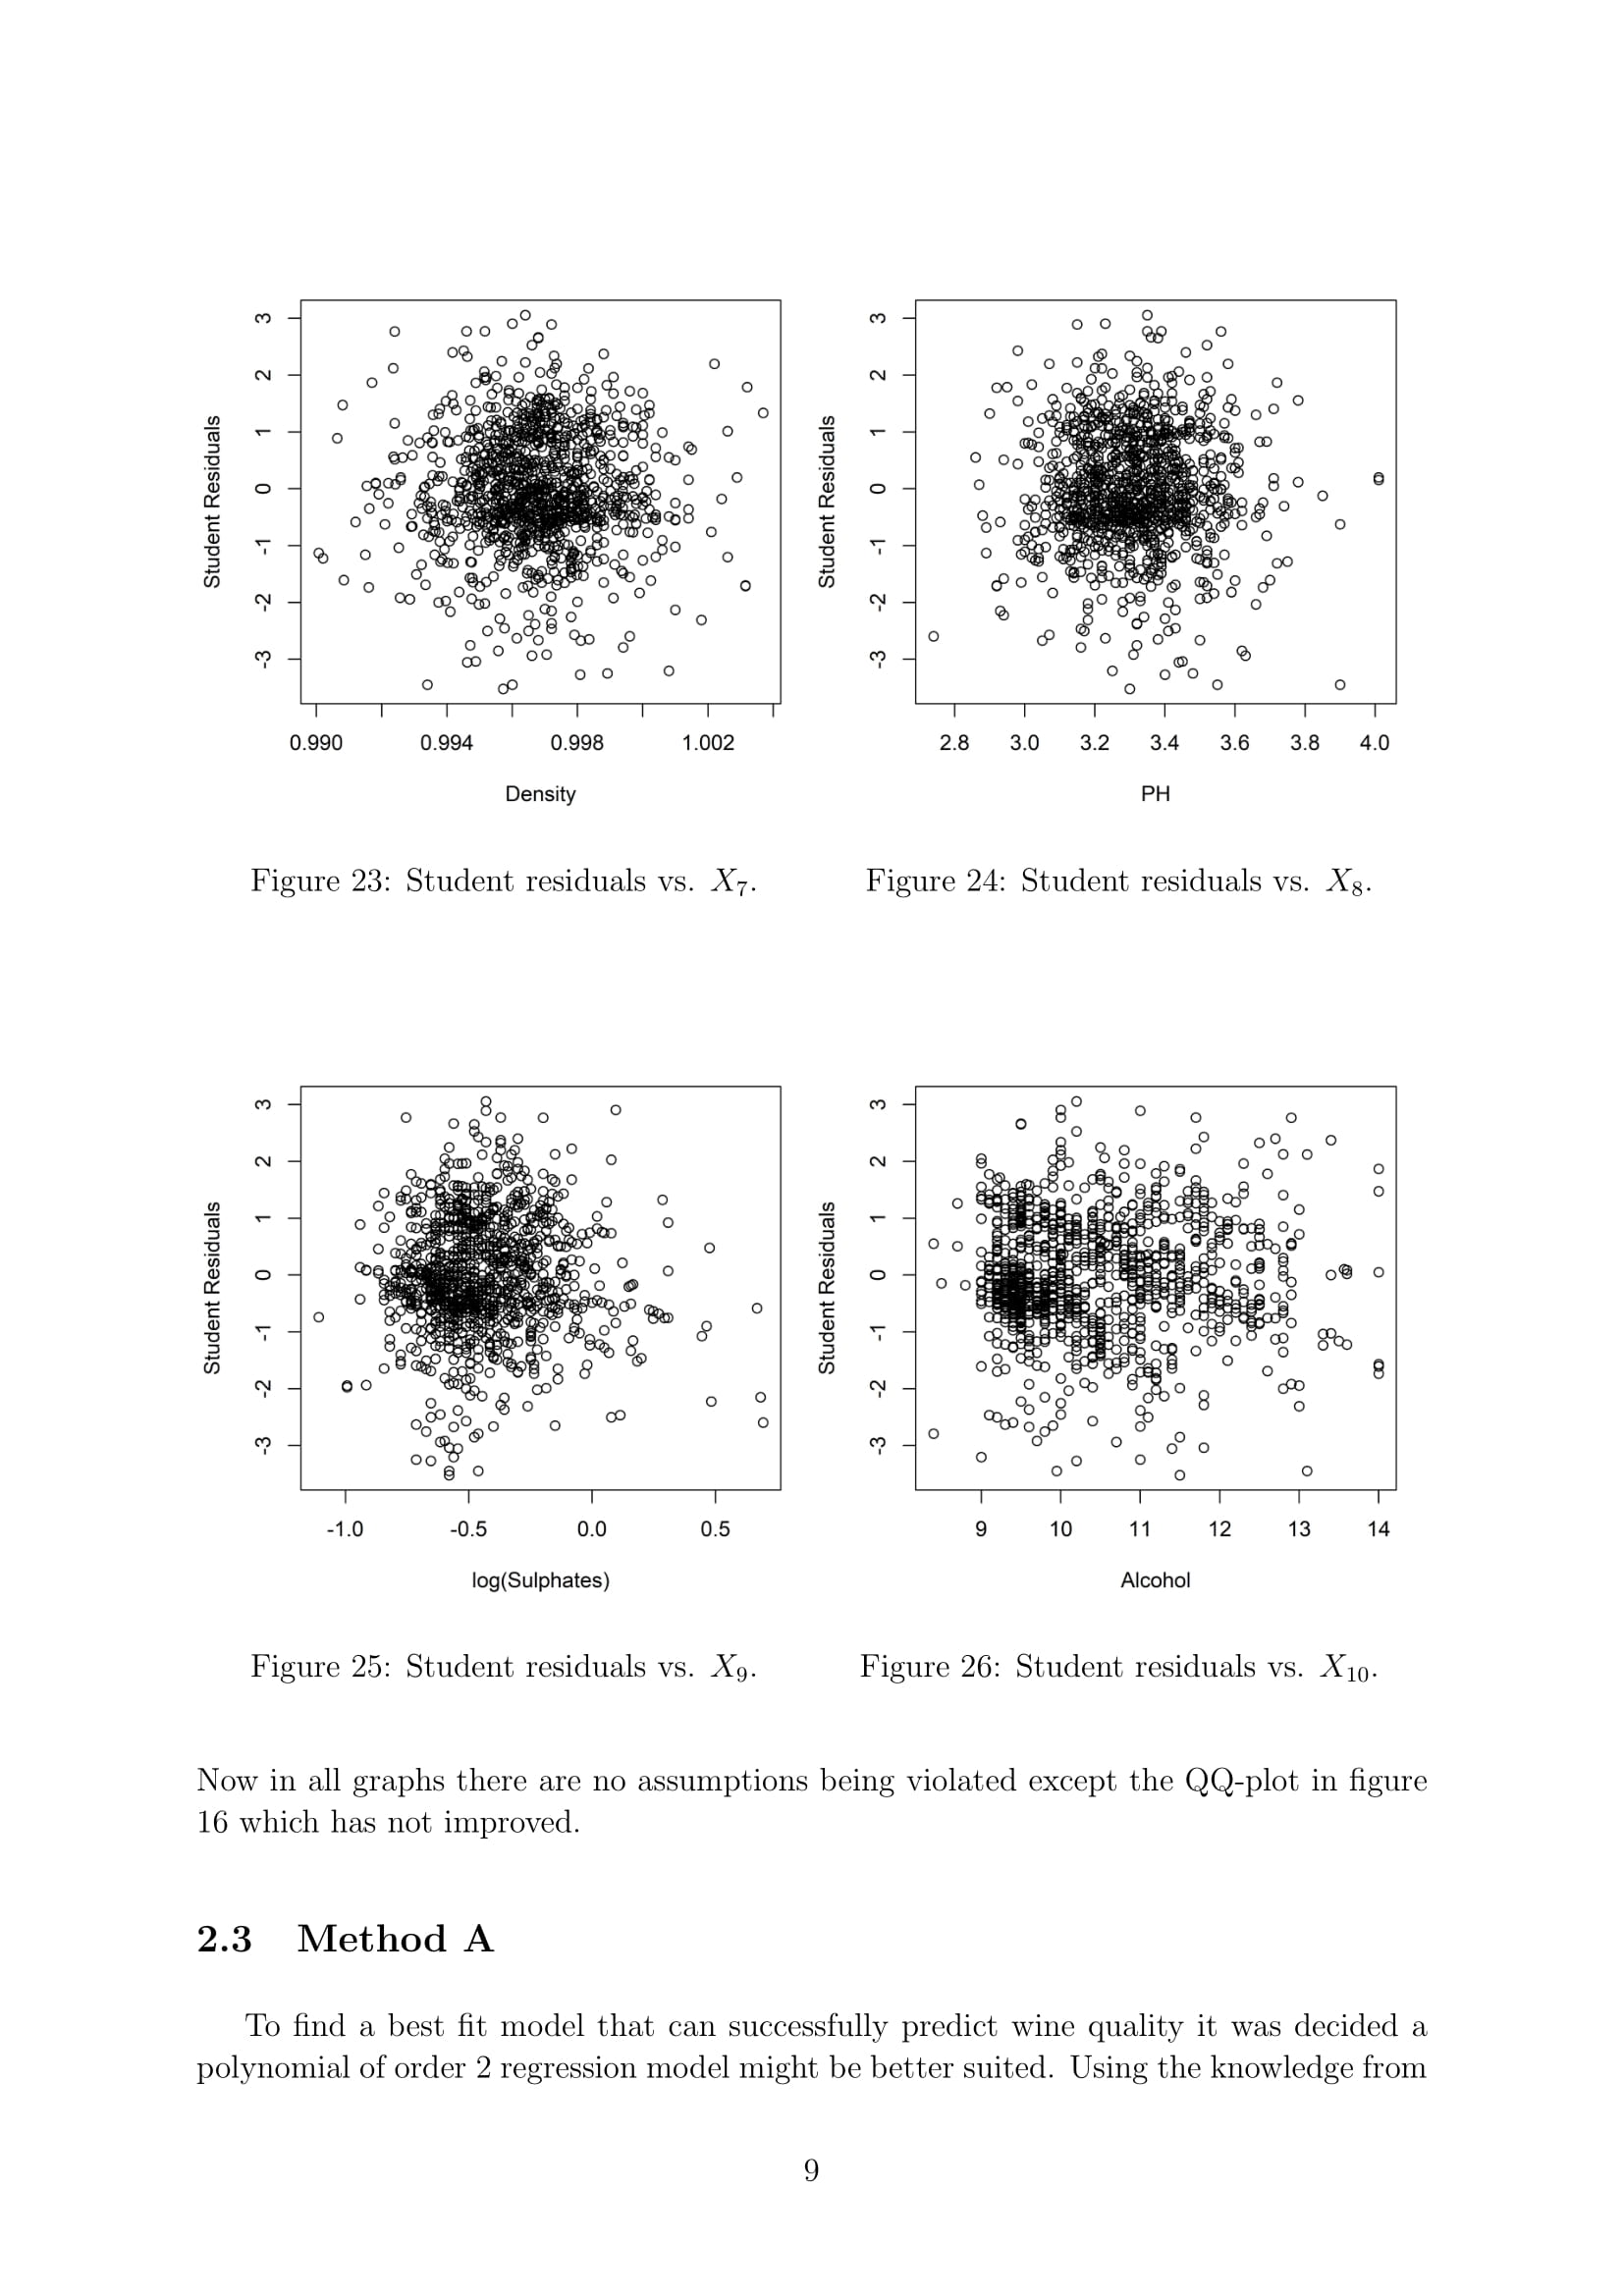 3
2
1
0
-1
-2
-3
Student Residuals
0.990 0.994 0.998 1.002
Density
3
2
1
0
-1
-2
-3
Student Residuals
2.8 3.0 3.2 3.4 3.6 3.8 4.0
PH
Figure 23: Student residuals vs. X7.
Figure 24: Student residuals vs. X8.
3
2
1
0
-1
-2
-3
Student Residuals
-1.0 -0.5 0.0 0.5
log(Sulphates)
3
2
1
0
-1
-2
-3
Student Residuals
9 10 11 12 13 14
Alcohol
Figure 25: Student residuals vs. X9.
Figure 26: Student residuals vs. X10.
Now in all graphs there are no assumptions being violated except the QQ-plot in figure
16 which has not improved.
2.3 Method A
To find a best fit model that can successfully predict wine quality it was decided a
polynomial of order 2 regression model might be better suited. Using the knowledge from
9